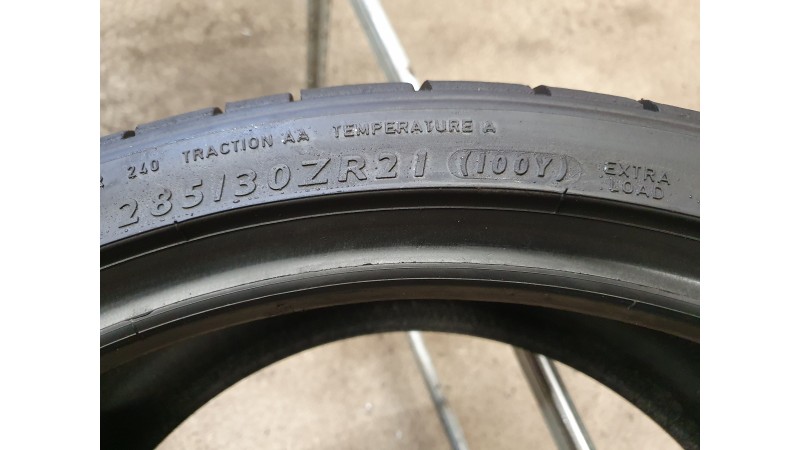 240 TRACTION AA TEMPERATURE A
285/30ZR21 (100Y) EXTRA
LOAD